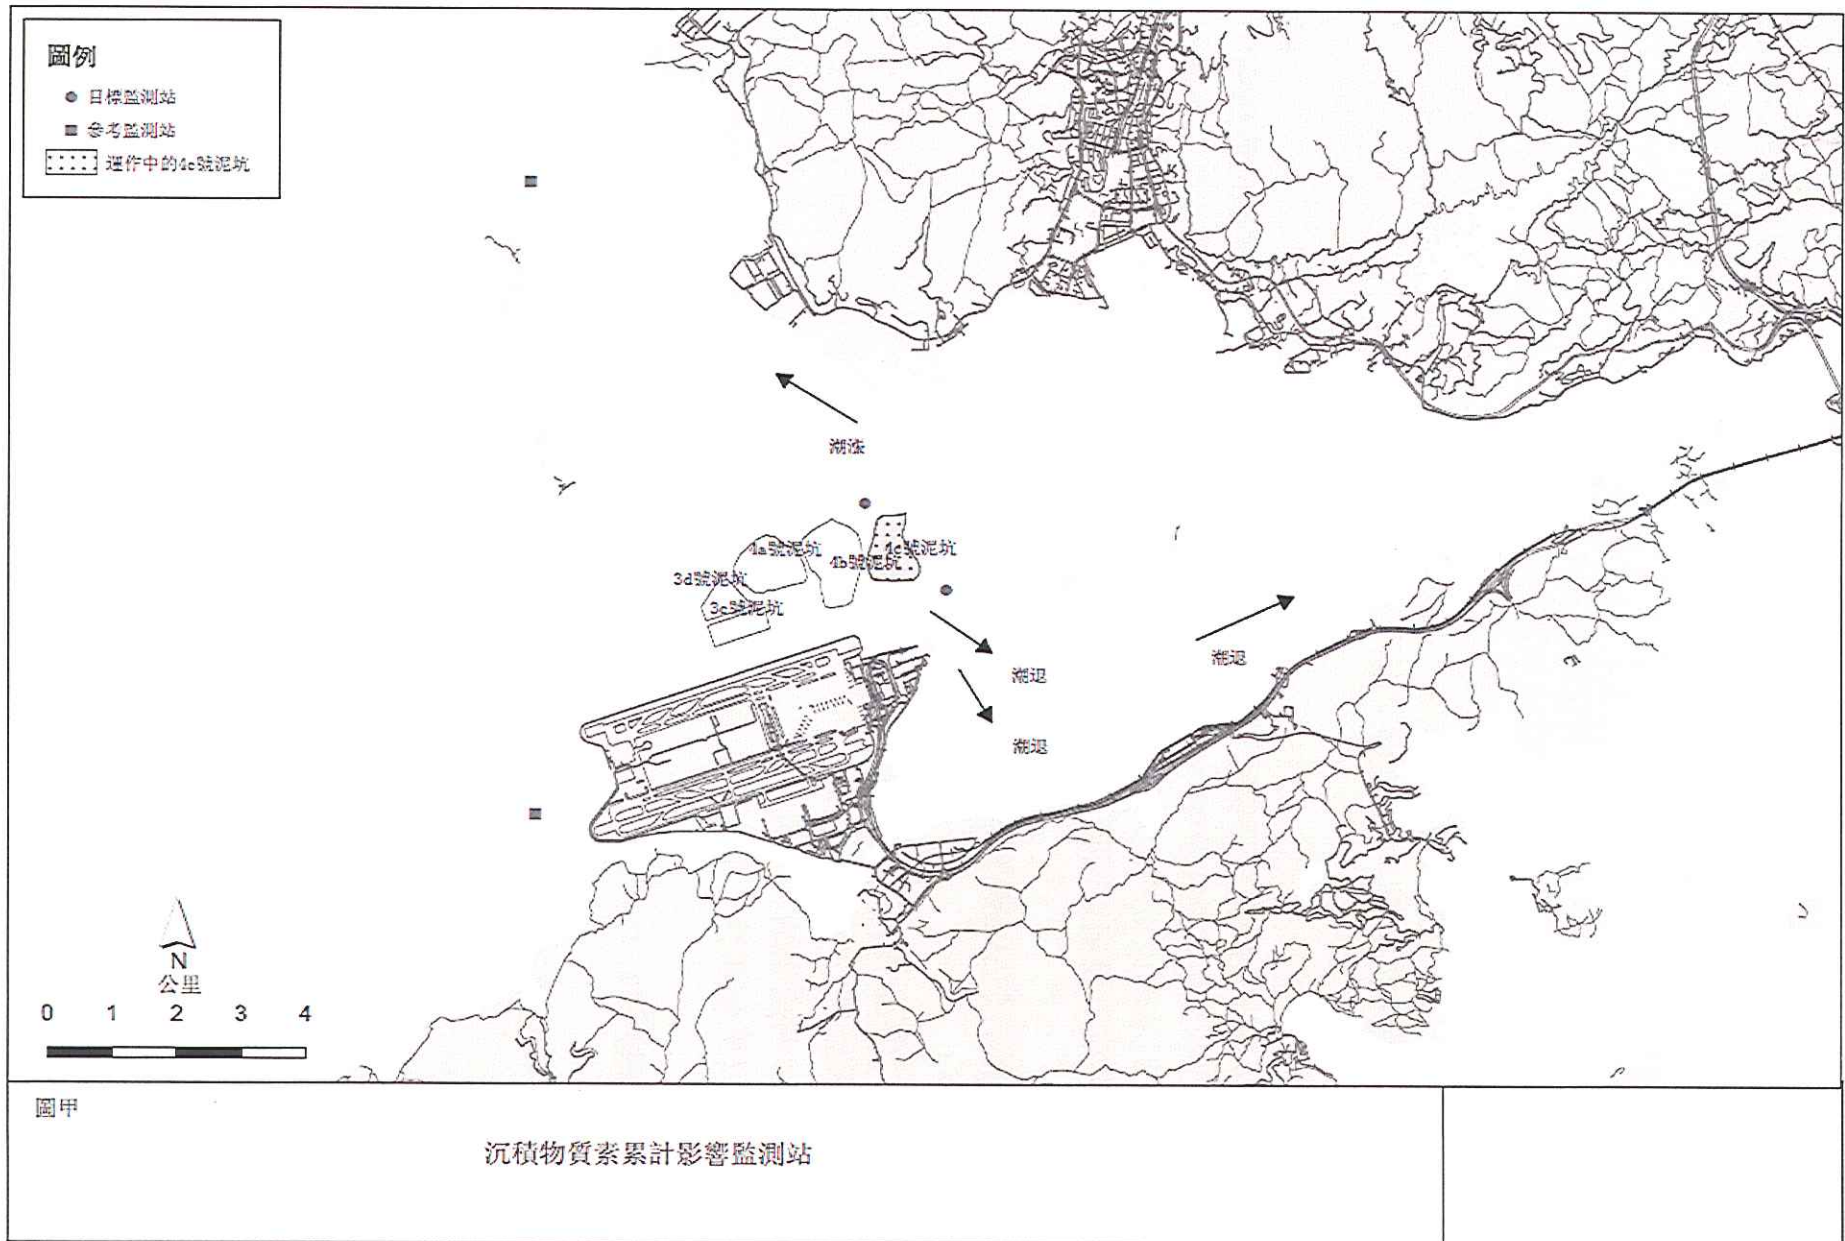 圖例
目標監測站
參考監測站
運作中的4c號泥坑
潮漲
4a號泥坑
4c號泥坑
4b號泥坑
3d號泥坑
3c號泥坑
潮退
潮退
潮退
N
公里
0 1 2 3 4
圖甲
沉積物質素累計影響監測站